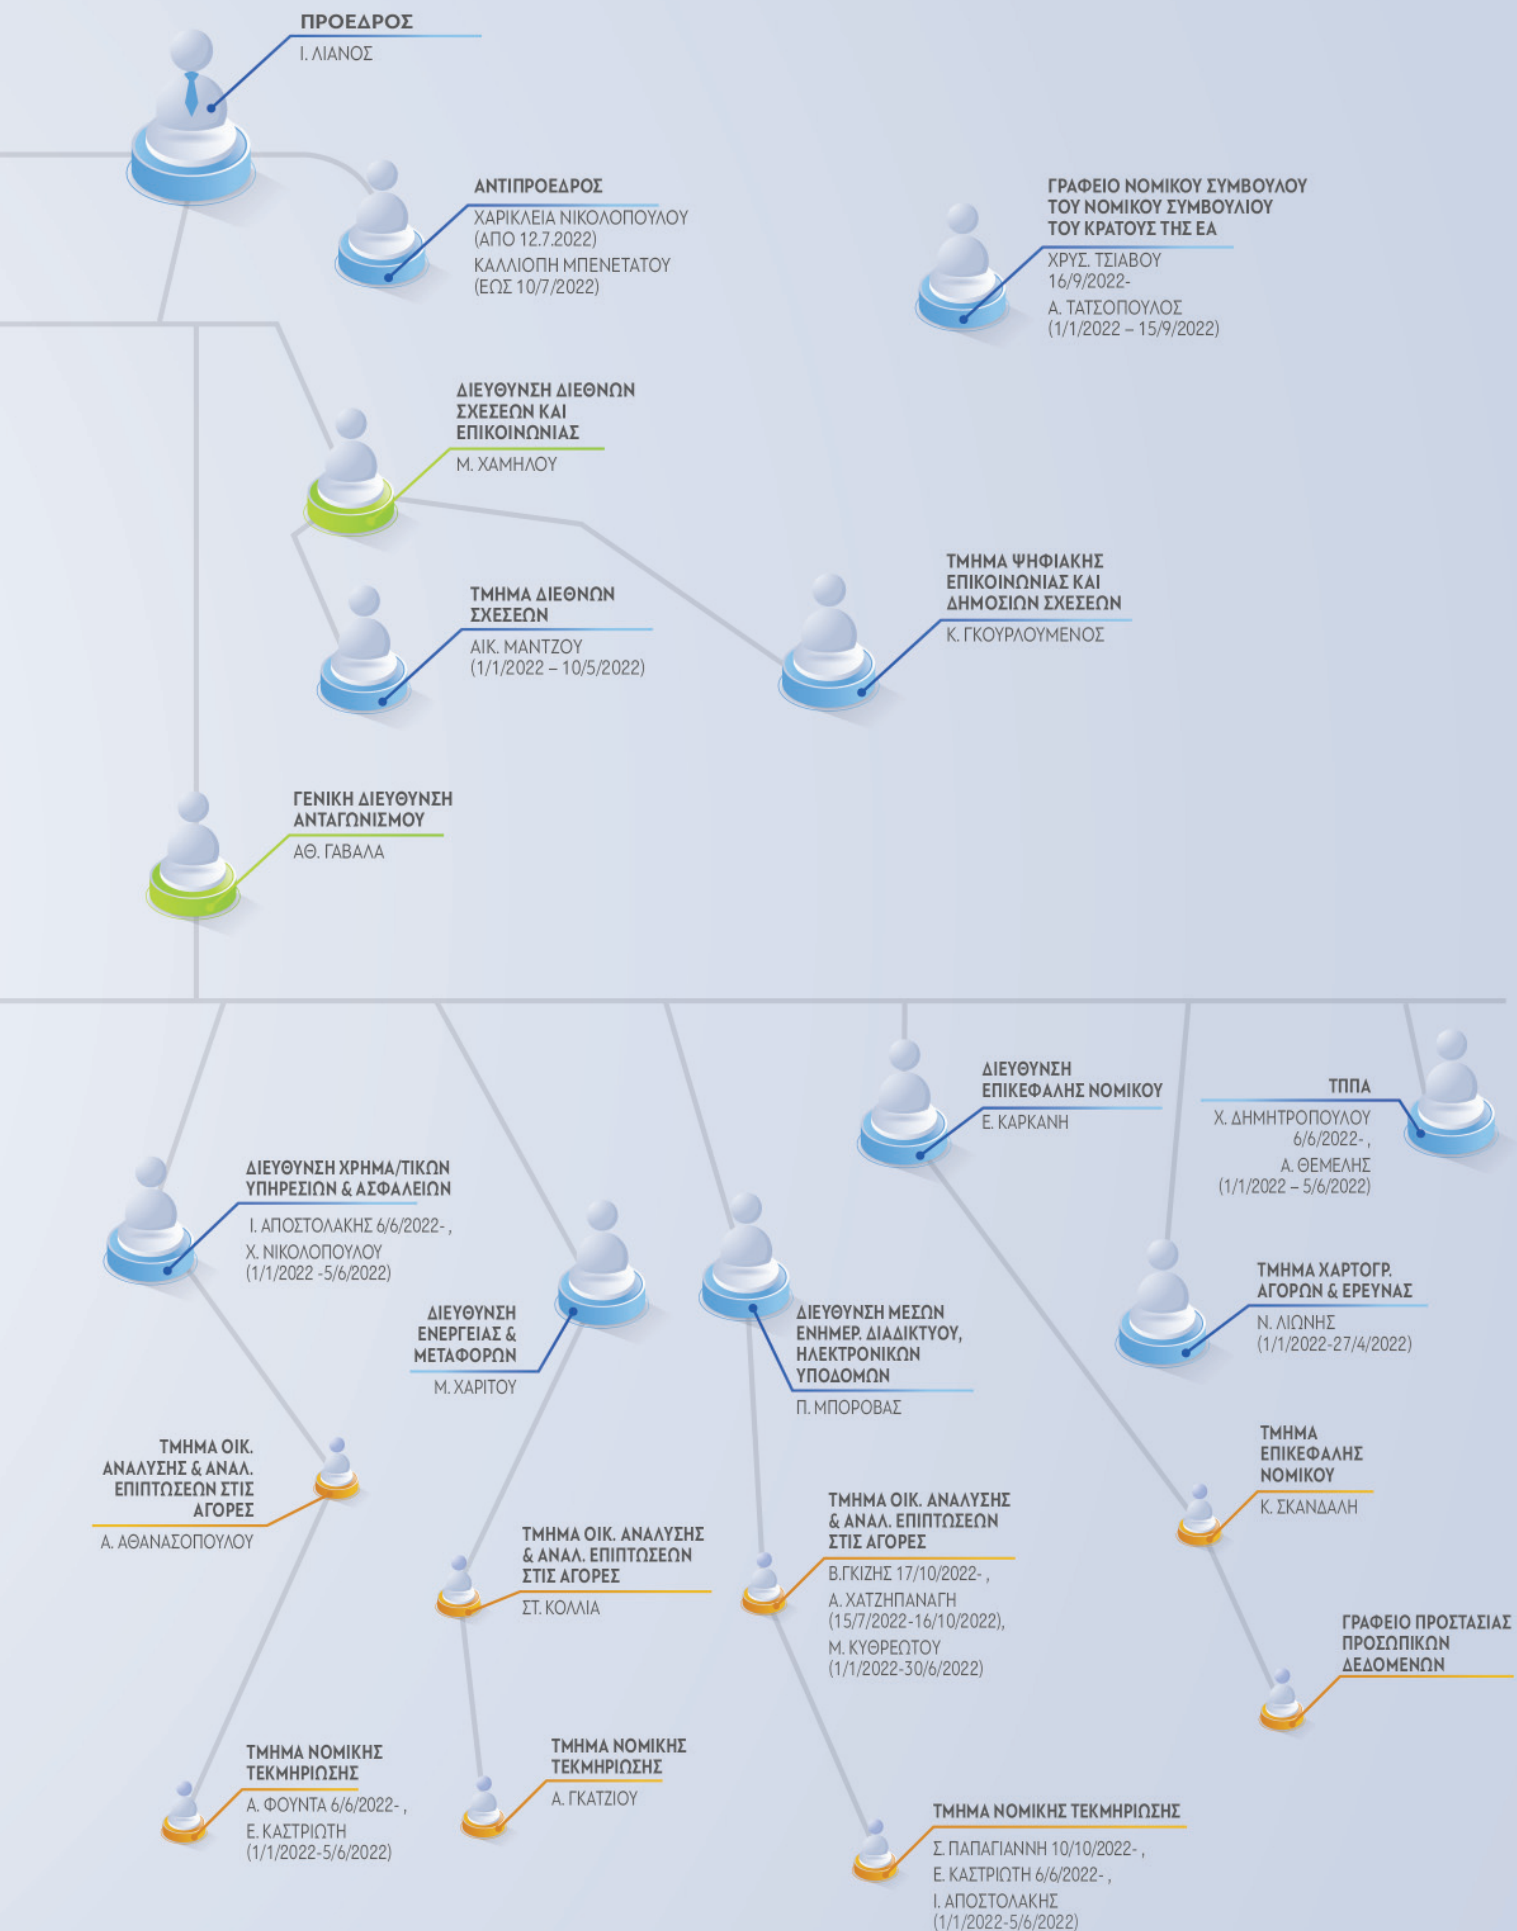 ΠΡΟΕΔΡΟΣ
Ι. ΛΙΑΝΟΣ
ΑΝΤΙΠΡΟΕΔΡΟΣ
ΧΑΡΙΚΛΕΙΑ ΝΙΚΟΛΟΠΟΥΛΟΥ
(ΑΠΟ 12.7.2022)
ΚΑΛΛΙΟΠΗ ΜΠΕΝΕΤΑΤΟΥ
(ΕΩΣ 10/7/2022)
ΓΡΑΦΕΙΟ ΝΟΜΙΚΟΥ ΣΥΜΒΟΥΛΟΥ
ΤΟΥ ΝΟΜΙΚΟΥ ΣΥΜΒΟΥΛΙΟΥ
ΤΟΥ ΚΡΑΤΟΥΣ ΤΗΣ ΕΑ
ΧΡΥΣ. ΤΣΙΑΒΟΥ
16/9/2022-
Α. ΤΑΤΣΟΠΟΥΛΟΣ
(1/1/2022 – 15/9/2022)
ΔΙΕΥΘΥΝΣΗ ΔΙΕΘΝΩΝ
ΣΧΕΣΕΩΝ ΚΑΙ
ΕΠΙΚΟΙΝΩΝΙΑΣ
Μ. ΧΑΜΗΛΟΥ
ΤΜΗΜΑ ΔΙΕΘΝΩΝ
ΣΧΕΣΕΩΝ
ΑΙΚ. ΜΑΝΤΖΟΥ
(1/1/2022 – 10/5/2022)
ΤΜΗΜΑ ΨΗΦΙΑΚΗΣ
ΕΠΙΚΟΙΝΩΝΙΑΣ ΚΑΙ
ΔΗΜΟΣΙΩΝ ΣΧΕΣΕΩΝ
Κ. ΓΚΟΥΡΛΟΥΜΕΝΟΣ
ΓΕΝΙΚΗ ΔΙΕΥΘΥΝΣΗ
ΑΝΤΑΓΩΝΙΣΜΟΥ
ΑΘ. ΓΑΒΑΛΑ
ΔΙΕΥΘΥΝΣΗ
ΕΠΙΚΕΦΑΛΗΣ ΝΟΜΙΚΟΥ
Ε. ΚΑΡΚΑΝΗ
ΤΠΠΑ
Χ. ΔΗΜΗΤΡΟΠΟΥΛΟΥ
6/6/2022- ,
Α. ΘΕΜΕΛΗΣ
(1/1/2022 – 5/6/2022)
ΔΙΕΥΘΥΝΣΗ ΧΡΗΜΑ/ΤΙΚΩΝ
ΥΠΗΡΕΣΙΩΝ & ΑΣΦΑΛΕΙΩΝ
Ι. ΑΠΟΣΤΟΛΑΚΗΣ 6/6/2022- ,
Χ. ΝΙΚΟΛΟΠΟΥΛΟΥ
(1/1/2022 -5/6/2022)
ΔΙΕΥΘΥΝΣΗ
ΕΝΕΡΓΕΙΑΣ &
ΜΕΤΑΦΟΡΩΝ
Μ. ΧΑΡΙΤΟΥ
ΔΙΕΥΘΥΝΣΗ ΜΕΣΩΝ
ΕΝΗΜΕΡ. ΔΙΑΔΙΚΤΥΟΥ,
ΗΛΕΚΤΡΟΝΙΚΩΝ
ΥΠΟΔΟΜΩΝ
Π. ΜΠΟΡΟΒΑΣ
ΤΜΗΜΑ ΧΑΡΤΟΓΡ.
ΑΓΟΡΩΝ & ΕΡΕΥΝΑΣ
Ν. ΛΙΩΝΗΣ
(1/1/2022-27/4/2022)
ΤΜΗΜΑ ΟΙΚ.
ΑΝΑΛΥΣΗΣ & ΑΝΑΛ.
ΕΠΙΠΤΩΣΕΩΝ ΣΤΙΣ
ΑΓΟΡΕΣ
Α. ΑΘΑΝΑΣΟΠΟΥΛΟΥ
ΤΜΗΜΑ ΟΙΚ. ΑΝΑΛΥΣΗΣ
& ΑΝΑΛ. ΕΠΙΠΤΩΣΕΩΝ
ΣΤΙΣ ΑΓΟΡΕΣ
ΣΤ. ΚΟΛΛΙΑ
ΤΜΗΜΑ ΟΙΚ. ΑΝΑΛΥΣΗΣ
& ΑΝΑΛ. ΕΠΙΠΤΩΣΕΩΝ
ΣΤΙΣ ΑΓΟΡΕΣ
Β.ΓΚΙΖΗΣ 17/10/2022- ,
Α. ΧΑΤΖΗΠΑΝΑΓΗ
(15/7/2022-16/10/2022),
Μ. ΚΥΘΡΕΩΤΟΥ
(1/1/2022-30/6/2022)
ΤΜΗΜΑ
ΕΠΙΚΕΦΑΛΗΣ
ΝΟΜΙΚΟΥ
Κ. ΣΚΑΝΔΑΛΗ
ΓΡΑΦΕΙΟ ΠΡΟΣΤΑΣΙΑΣ
ΠΡΟΣΩΠΙΚΩΝ
ΔΕΔΟΜΕΝΩΝ
ΤΜΗΜΑ ΝΟΜΙΚΗΣ
ΤΕΚΜΗΡΙΩΣΗΣ
Α. ΦΟΥΝΤΑ 6/6/2022- ,
Ε. ΚΑΣΤΡΙΩΤΗ
(1/1/2022-5/6/2022)
ΤΜΗΜΑ ΝΟΜΙΚΗΣ
ΤΕΚΜΗΡΙΩΣΗΣ
Α. ΓΚΑΤΖΙΟΥ
ΤΜΗΜΑ ΝΟΜΙΚΗΣ ΤΕΚΜΗΡΙΩΣΗΣ
Σ. ΠΑΠΑΓΙΑΝΝΗ 10/10/2022- ,
Ε. ΚΑΣΤΡΙΩΤΗ 6/6/2022- ,
Ι. ΑΠΟΣΤΟΛΑΚΗΣ
(1/1/2022-5/6/2022)